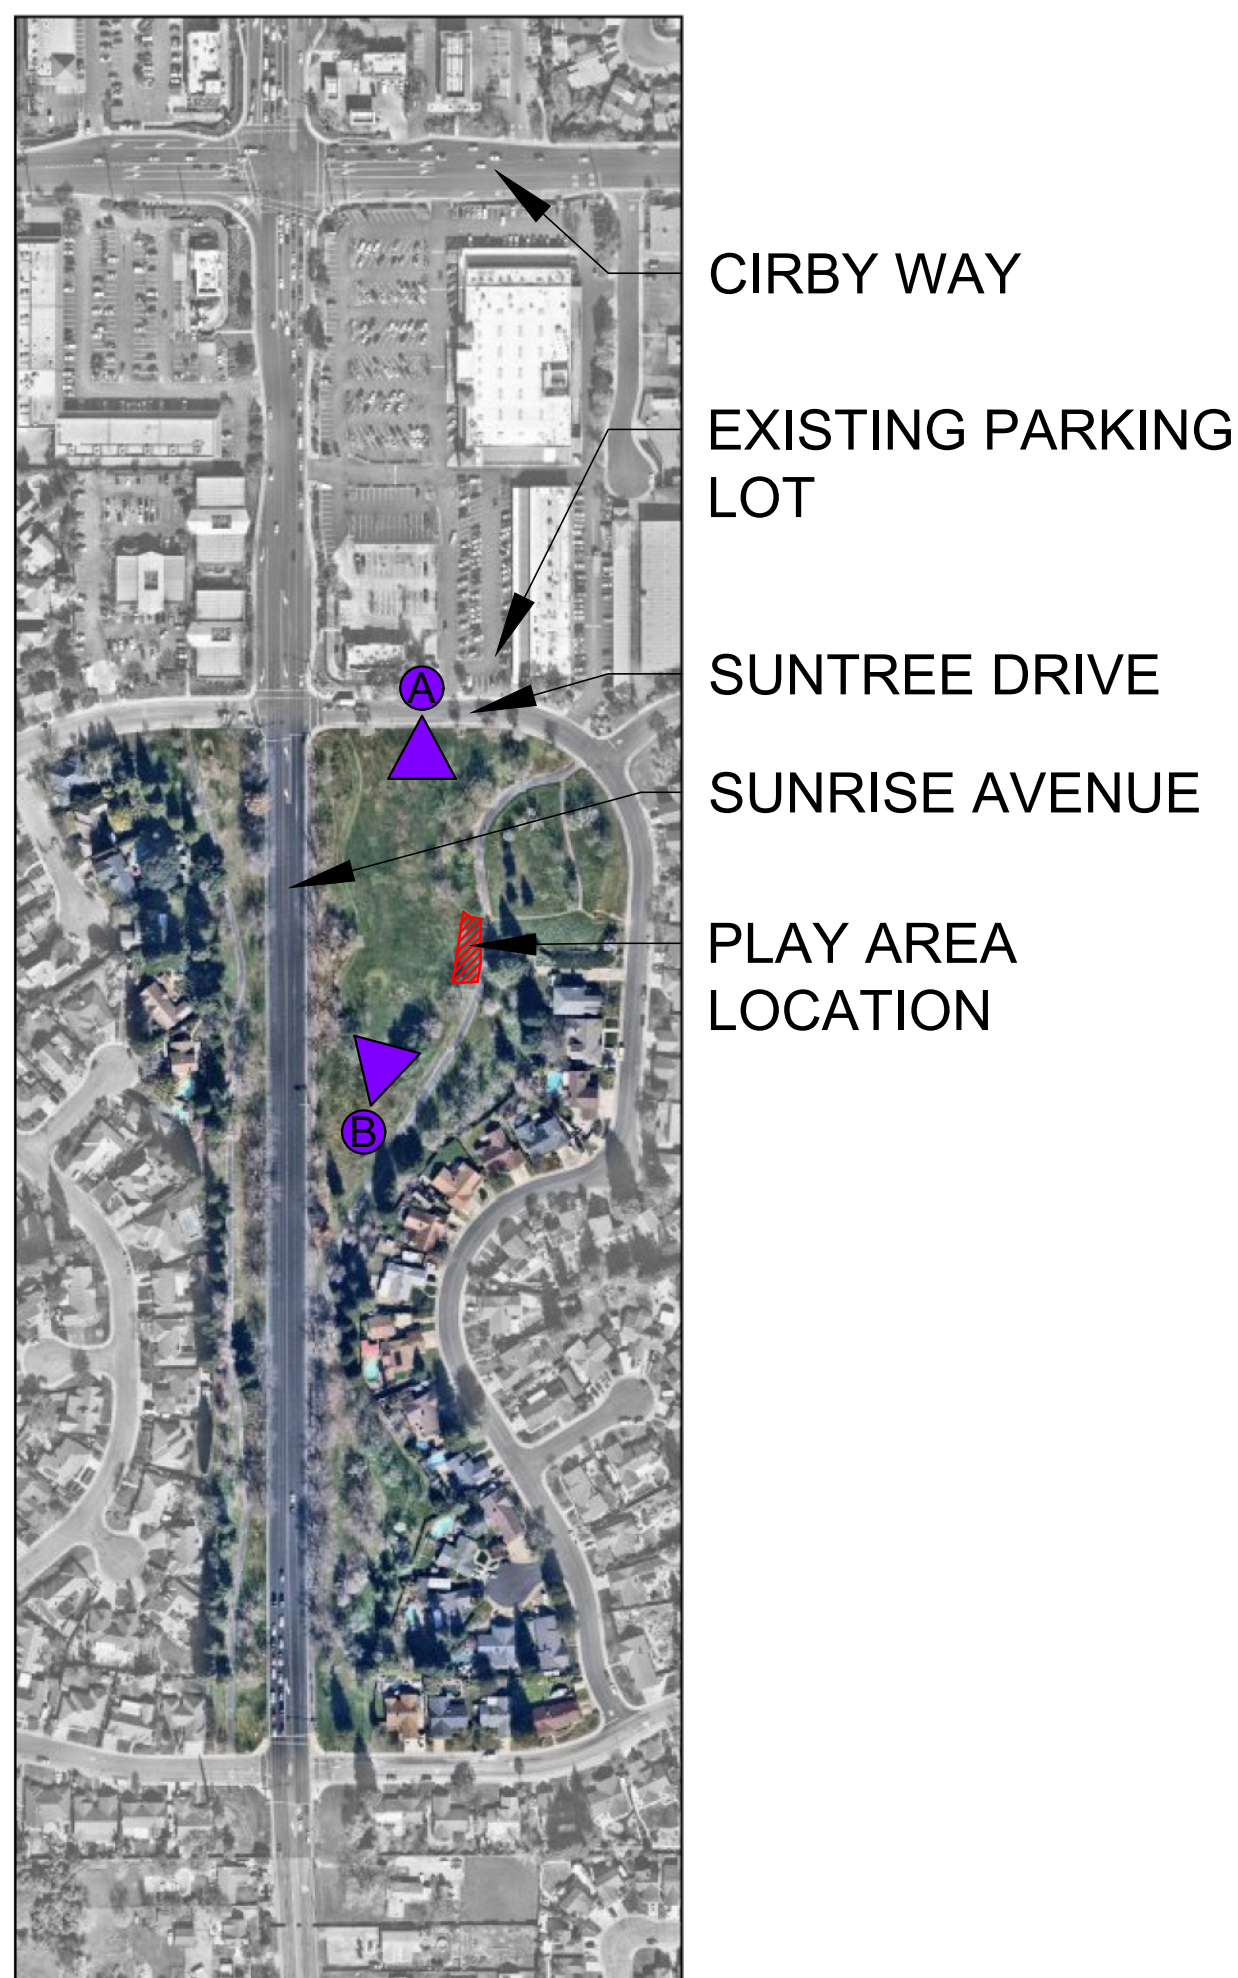 CIRBY WAY
EXISTING PARKING
LOT
A
SUNTREE DRIVE
SUNRISE AVENUE
PLAY AREA
LOCATION
B